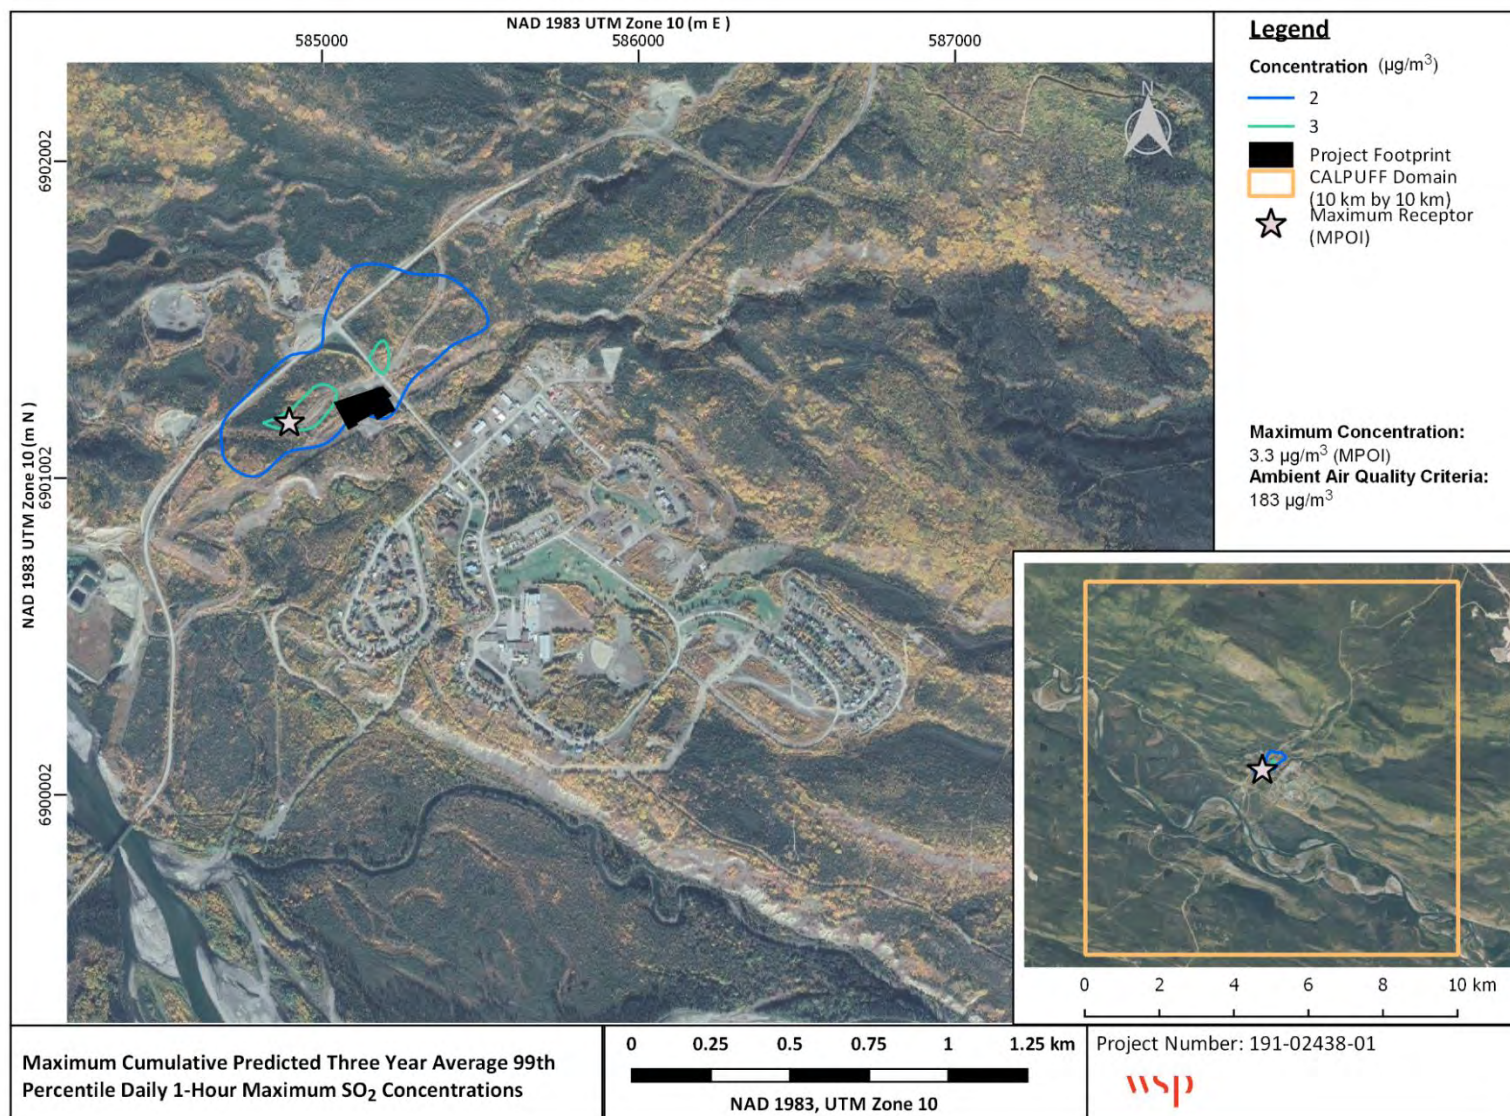 NAD 1983 UTM Zone 10 (m E )
585000
586000
587000
NAD 1983 UTM Zone 10 (m N )
6902002
6901002
6900002
N
Legend
Concentration (µg/m³)
2
3
Project Footprint
CALPUFF Domain
(10 km by 10 km)
Maximum Receptor
(MPOI)
Maximum Concentration:
3.3 µg/m³ (MPOI)
Ambient Air Quality Criteria:
183 µg/m³
0 2 4 6 8 10 km
Maximum Cumulative Predicted Three Year Average 99th
Percentile Daily 1-Hour Maximum SO₂ Concentrations
0 0.25 0.5 0.75 1 1.25 km
NAD 1983, UTM Zone 10
Project Number: 191-02438-01
wsp